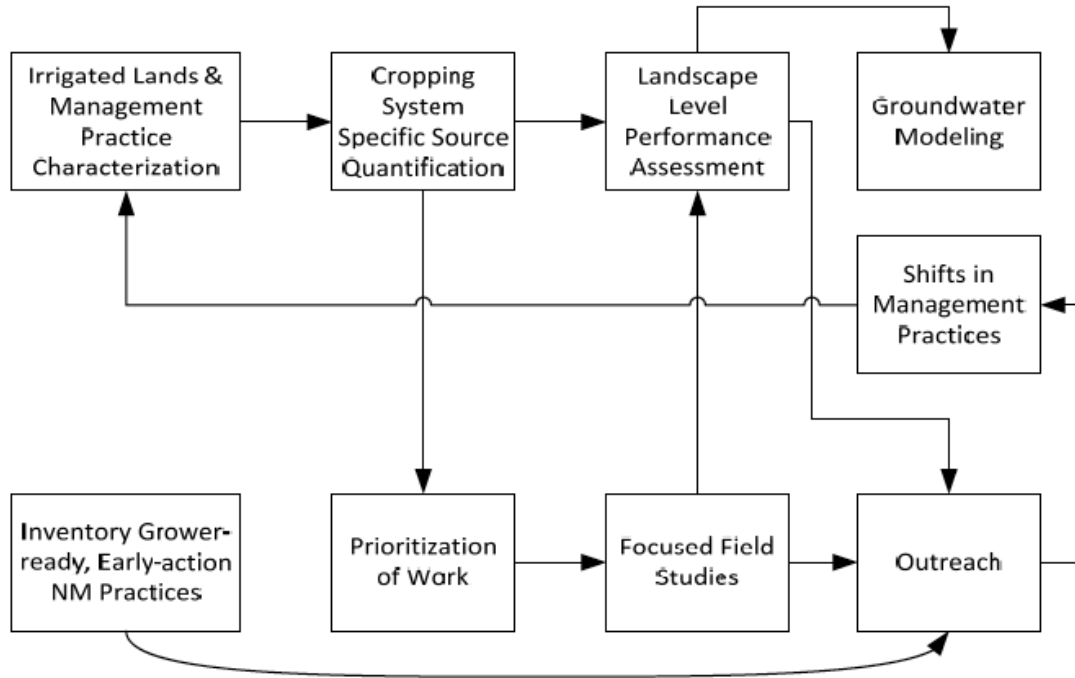 Irrigated Lands &
Management
Practice
Characterization
Cropping
System
Specific Source
Quantification
Landscape
Level
Performance
Assessment
Groundwater
Modeling
Shifts in
Management
Practices
Inventory Grower-
ready, Early-action
NM Practices
Prioritization
of Work
Focused Field
Studies
Outreach